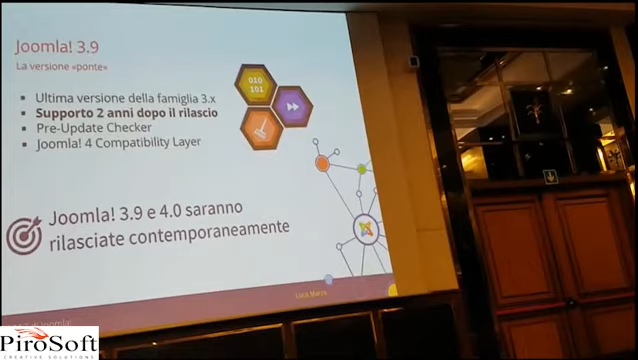 Joomla! 3.9
La versione «ponte»
010
101
Ultima versione della famiglia 3.x
Supporto 2 anni dopo il rilascio
Pre-Update Checker
Joomla! 4 Compatibility Layer
Joomla! 3.9 e 4.0 saranno
rilasciate contemporaneamente
Luca Marzo
Joomla!
PiroSoft
CREATIVE SOLUTIONS